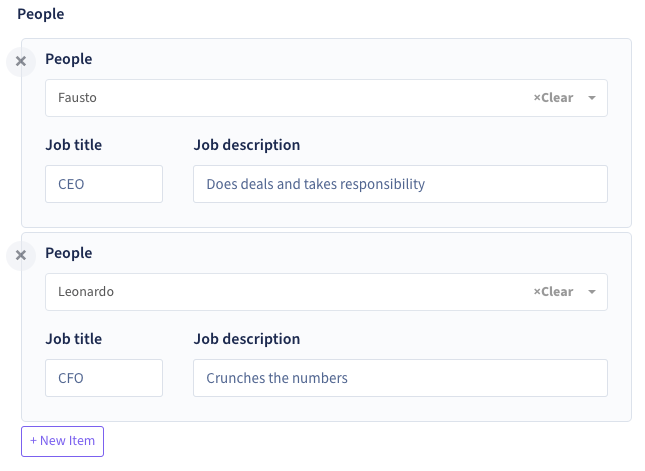 People
People
Fausto ×Clear
Job title Job description
CEO Does deals and takes responsibility
People
Leonardo ×Clear
Job title Job description
CFO Crunches the numbers
+ New Item